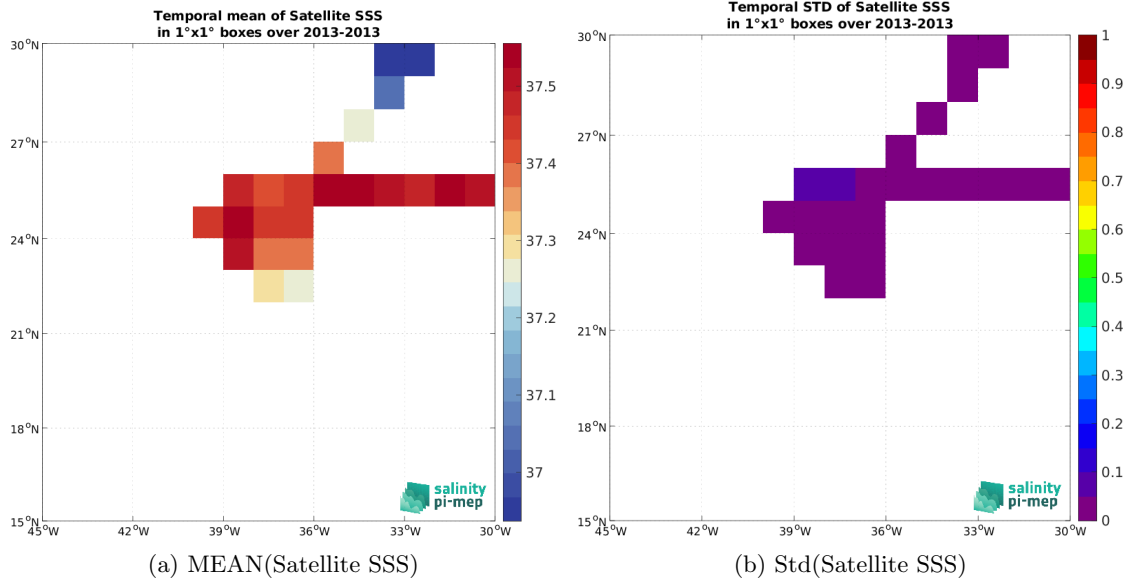 Temporal mean of Satellite SSS
in 1°x1° boxes over 2013-2013
30°N
27°N
24°N
21°N
18°N
15°N
45°W
42°W
39°W
36°W
33°W
30°W
37.5
37.4
37.3
37.2
37.1
37
salinity
pi-mep
(a) MEAN(Satellite SSS)
Temporal STD of Satellite SSS
in 1°x1° boxes over 2013-2013
30°N
27°N
24°N
21°N
18°N
15°N
45°W
42°W
39°W
36°W
33°W
30°W
1
0.9
0.8
0.7
0.6
0.5
0.4
0.3
0.2
0.1
0
salinity
pi-mep
(b) Std(Satellite SSS)